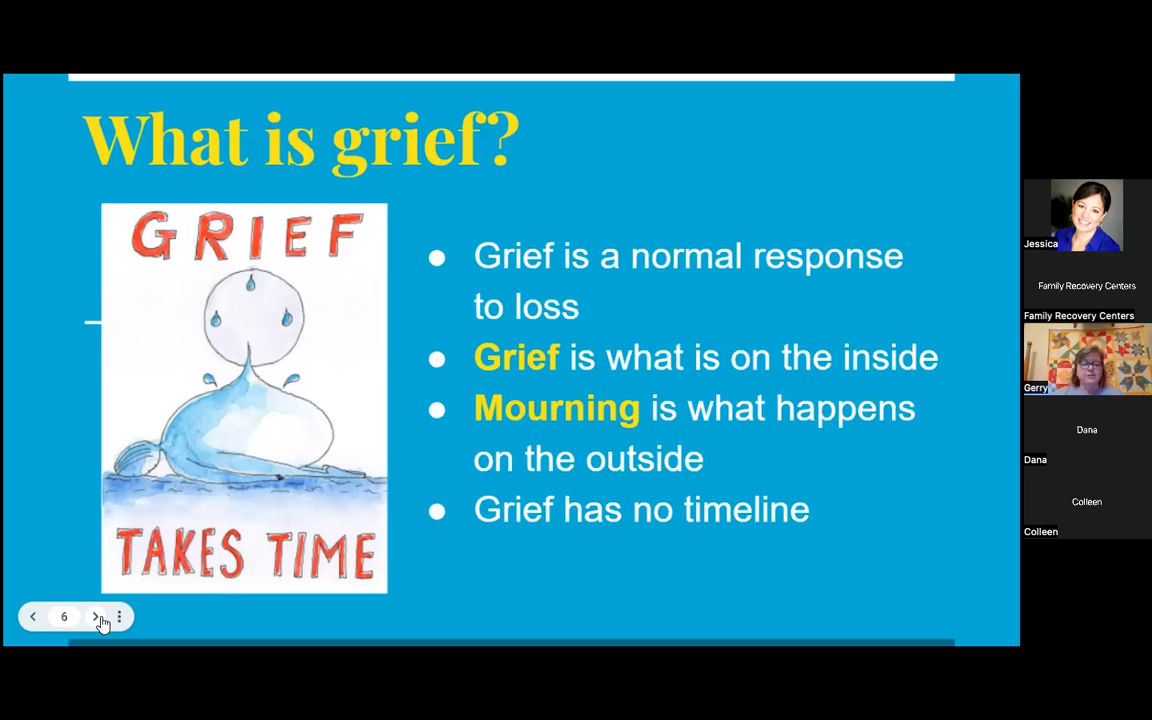 What is grief?
GRIEF
TAKES TIME
● Grief is a normal response
to loss
● Grief is what is on the inside
● Mourning is what happens
on the outside
● Grief has no timeline
6
Jessica
Family Recovery Centers
Family Recovery Centers
Gerry
Dana
Dana
Colleen
Colleen